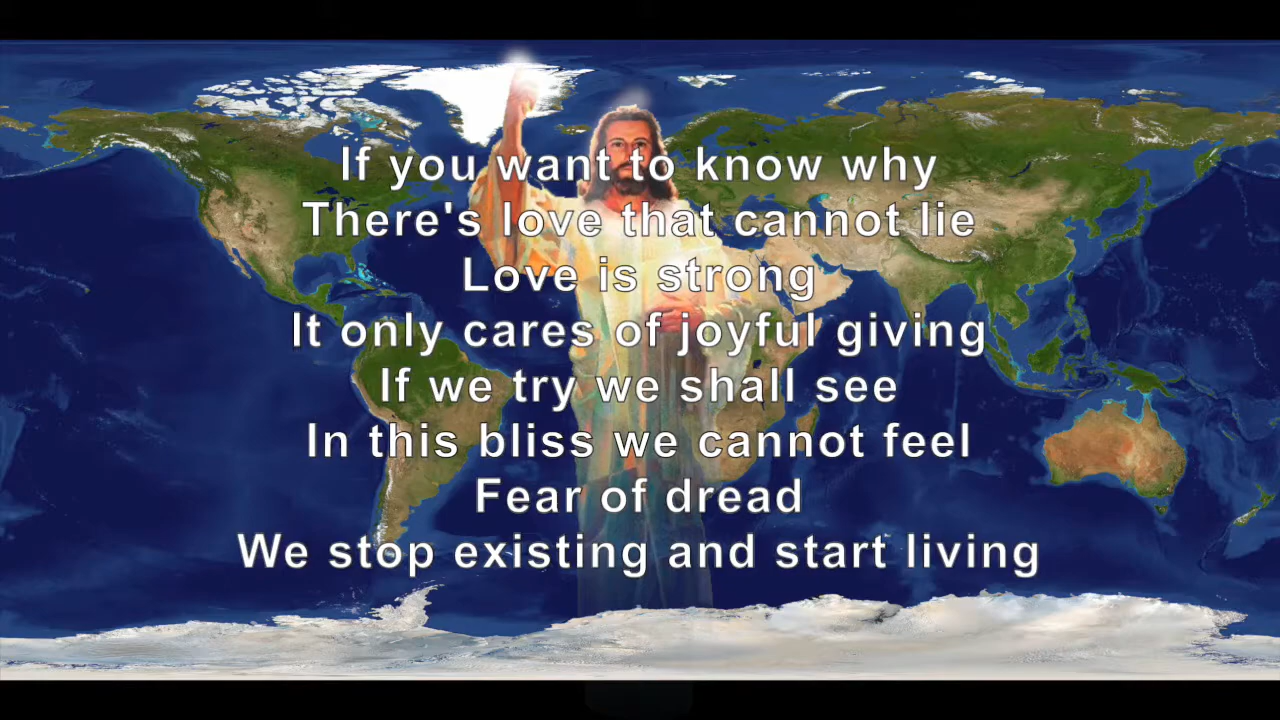 If you want to know why
There's love that cannot lie
Love is strong
It only cares of joyful giving
If we try we shall see
In this bliss we cannot feel
Fear of dread
We stop existing and start living